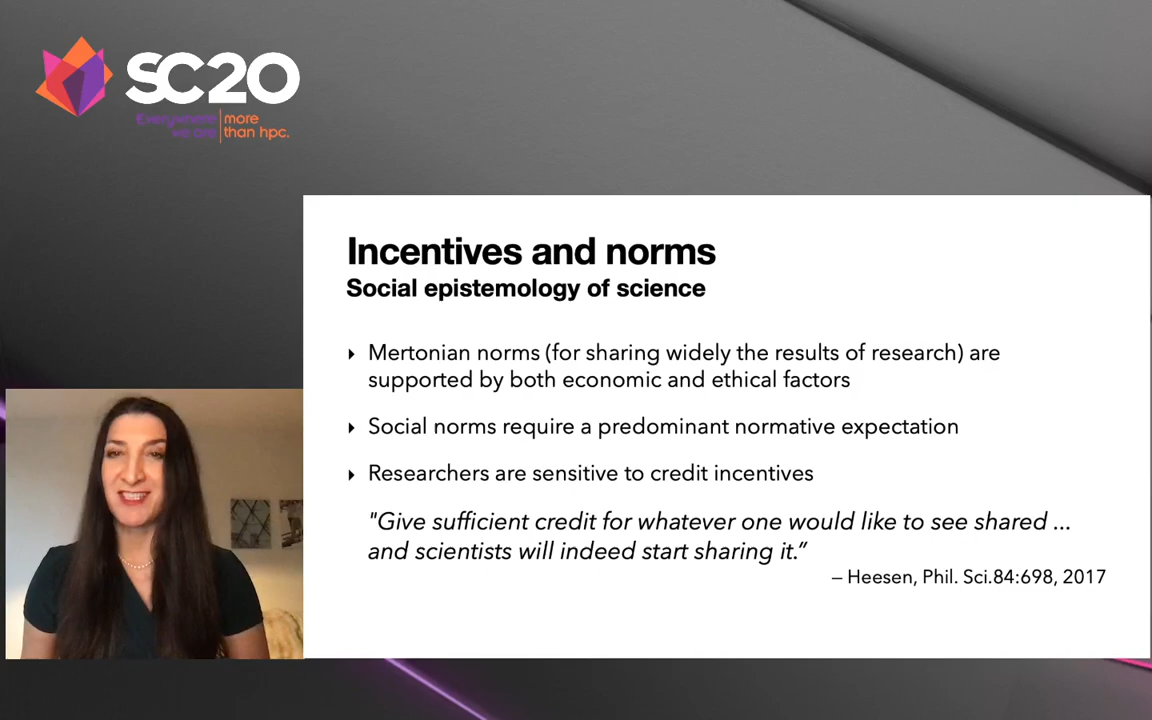 SC20
Everywhere more
we are than hpc.
Incentives and norms
Social epistemology of science
‣ Mertonian norms (for sharing widely the results of research) are
supported by both economic and ethical factors
‣ Social norms require a predominant normative expectation
‣ Researchers are sensitive to credit incentives
"Give sufficient credit for whatever one would like to see shared ...
and scientists will indeed start sharing it.”
– Heesen, Phil. Sci.84:698, 2017